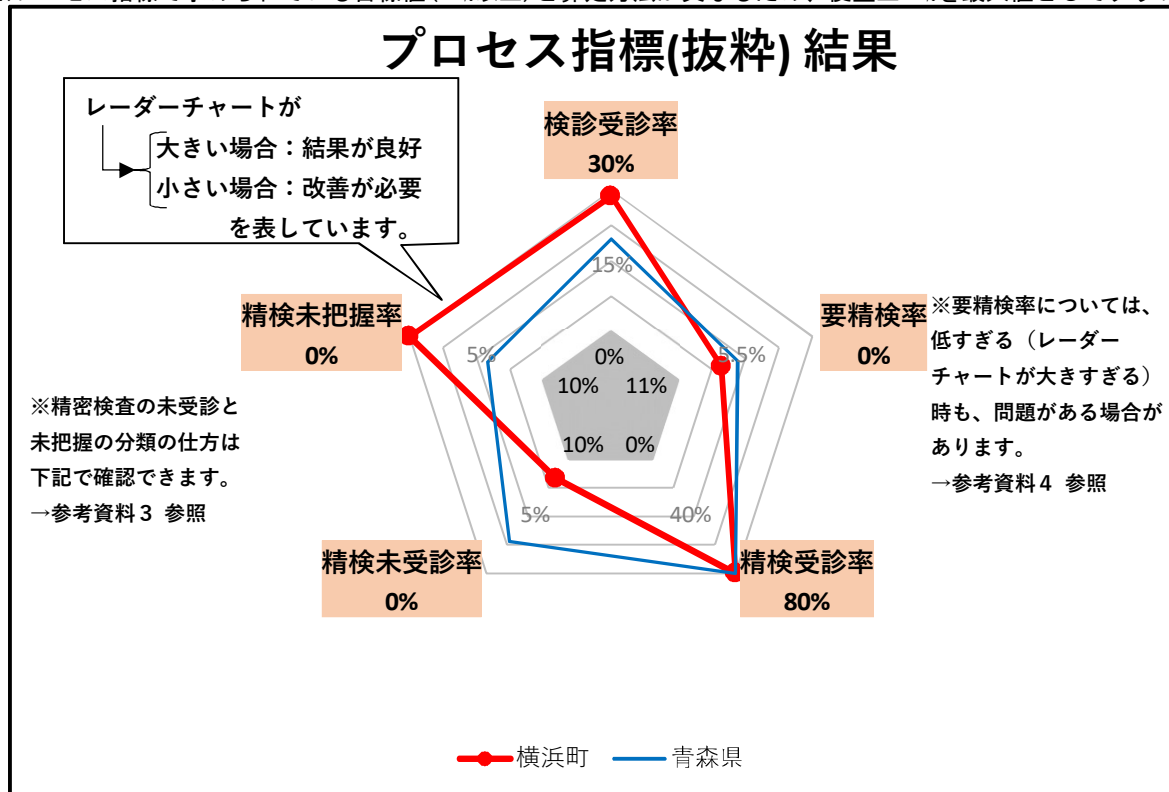 プロセス指標(抜粋) 結果
レーダーチャートが
大きい場合：結果が良好
小さい場合：改善が必要
を表しています。
検診受診率
30%
15%
精検未把握率
0%
5%
要精検率
0%
5.5%
※要精検率については、
低すぎる（レーダー
チャートが大きすぎる）
時も、問題がある場合が
あります。
→参考資料４ 参照
0%
10%
11%
10%
0%
※精密検査の未受診と
未把握の分類の仕方は
下記で確認できます。
→参考資料３ 参照
5%
40%
精検未受診率
0%
精検受診率
80%
横浜町
青森県